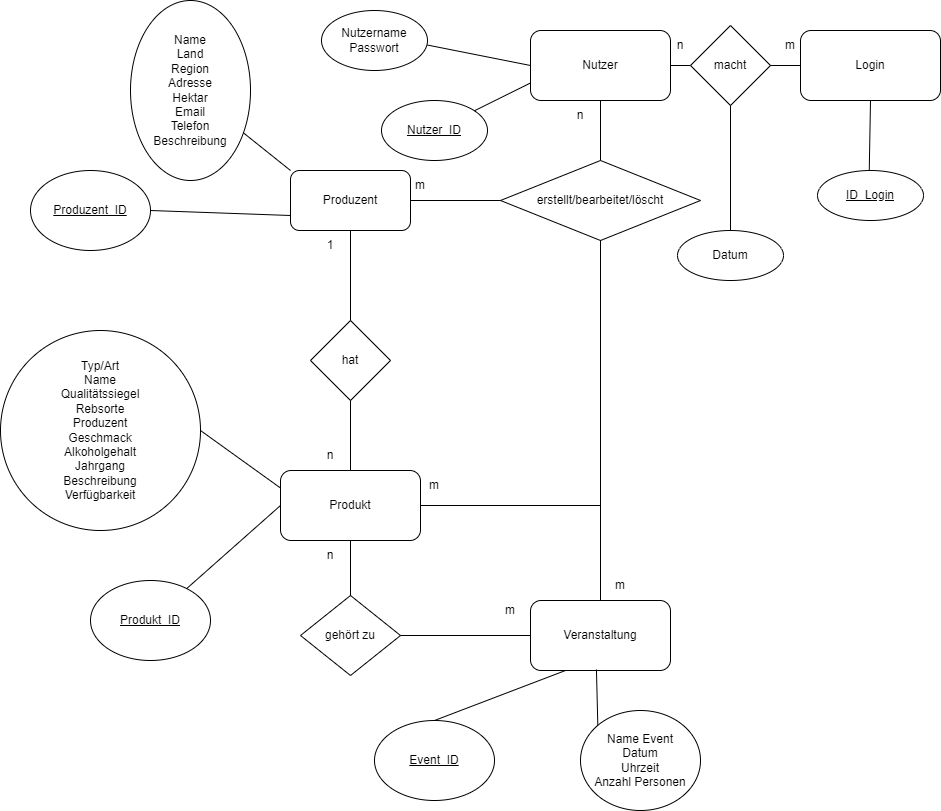 Name
Land
Region
Adresse
Hektar
Email
Telefon
Beschreibung
Nutzername
Passwort
Nutzer
n
macht
m
Login
Nutzer_ID
n
Produzent_ID
Produzent
m
erstellt/bearbeitet/löscht
ID_Login
1
Datum
hat
Typ/Art
Name
Qualitätssiegel
Rebsorte
Produzent
Geschmack
Alkoholgehalt
Jahrgang
Beschreibung
Verfügbarkeit
n
Produkt
m
n
Produkt_ID
gehört zu
m
m
Veranstaltung
Event_ID
Name Event
Datum
Uhrzeit
Anzahl Personen